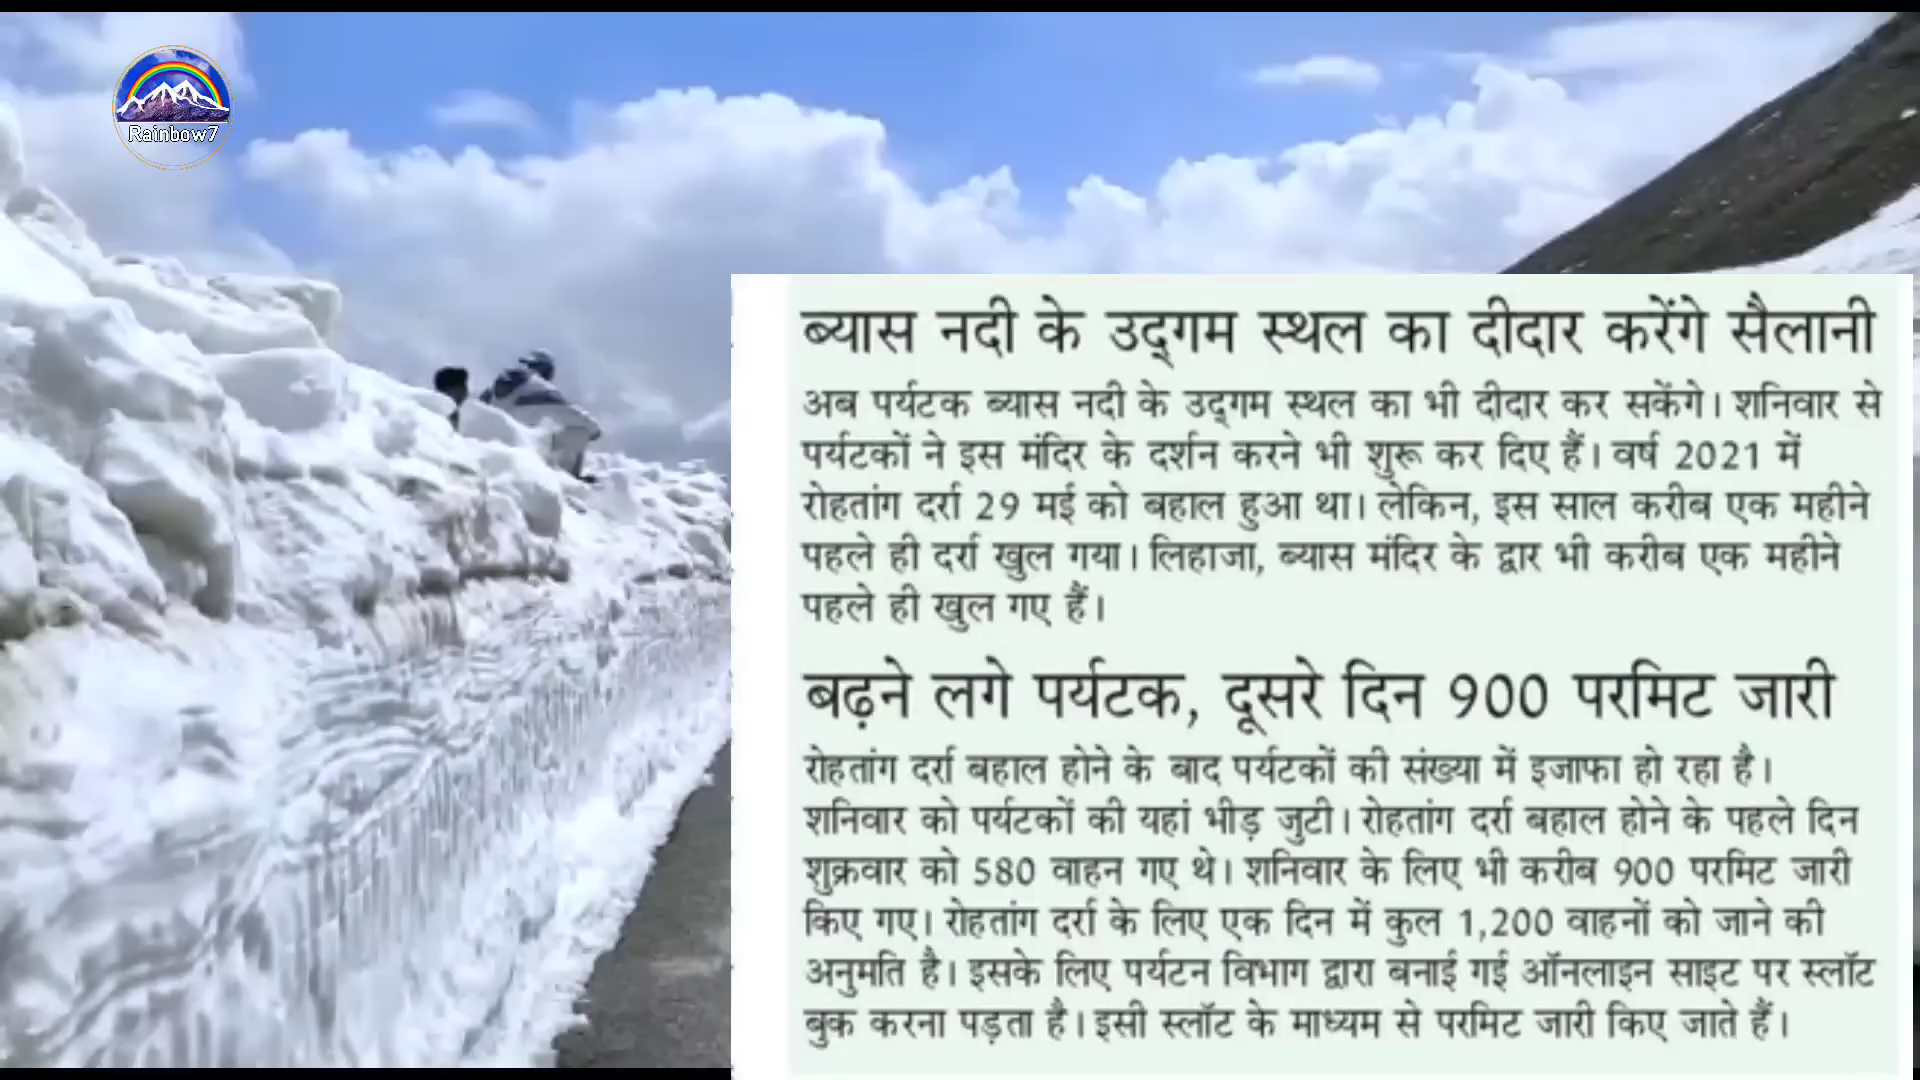 Rainbow7
ब्यास नदी के उद्गम स्थल का दीदार करेंगे सैलानी
अब पर्यटक ब्यास नदी के उद्गम स्थल का भी दीदार कर सकेंगे। शनिवार से
पर्यटकों ने इस मंदिर के दर्शन करने भी शुरू कर दिए हैं। वर्ष 2021 में
रोहतांग दर्रा 29 मई को बहाल हुआ था। लेकिन, इस साल करीब एक महीने
पहले ही दर्रा खुल गया। लिहाजा, ब्यास मंदिर के द्वार भी करीब एक महीने
पहले ही खुल गए हैं।
बढ़ने लगे पर्यटक, दूसरे दिन 900 परमिट जारी
रोहतांग दर्रा बहाल होने के बाद पर्यटकों की संख्या में इजाफा हो रहा है।
शनिवार को पर्यटकों की यहां भीड़ जुटी। रोहतांग दर्रा बहाल होने के पहले दिन
शुक्रवार को 580 वाहन गए थे। शनिवार के लिए भी करीब 900 परमिट जारी
किए गए। रोहतांग दर्रा के लिए एक दिन में कुल 1,200 वाहनों को जाने की
अनुमति है। इसके लिए पर्यटन विभाग द्वारा बनाई गई ऑनलाइन साइट पर स्लॉट
बुक करना पड़ता है। इसी स्लॉट के माध्यम से परमिट जारी किए जाते हैं।